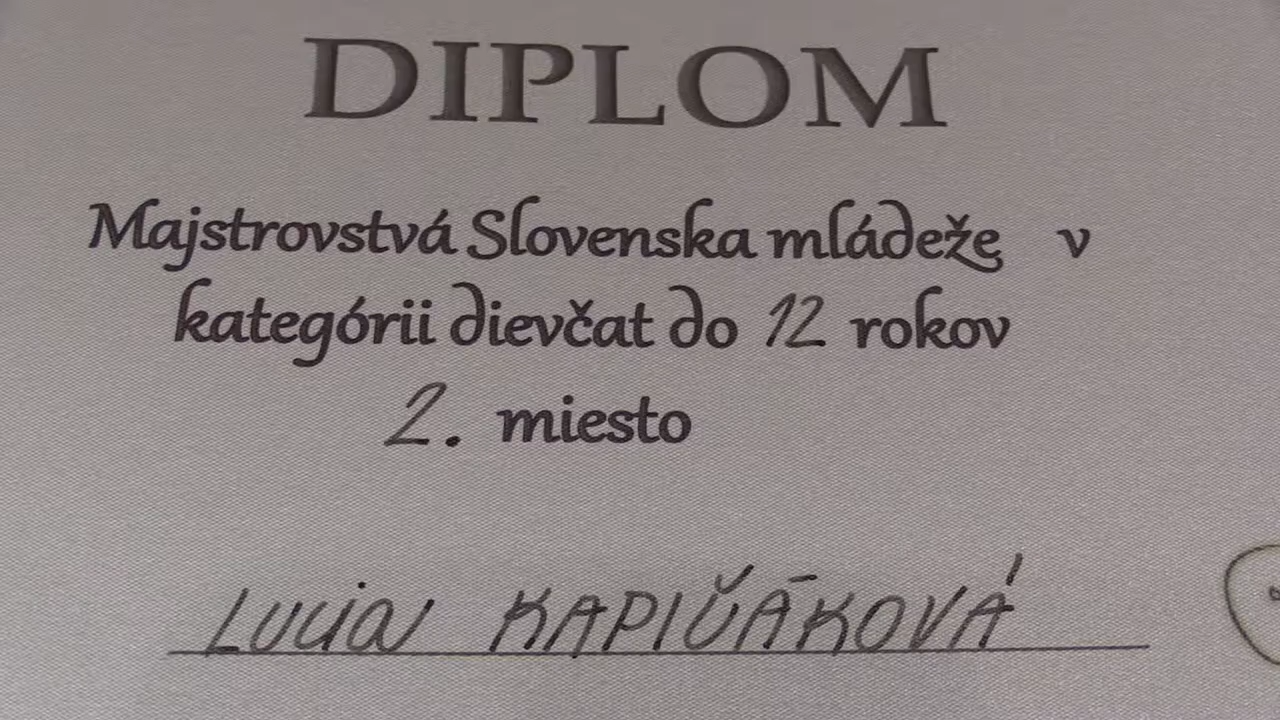 DIPLOM
Majstrovstvá Slovenska mládeže v
kategórii dievčat do 12 rokov
2. miesto
LUCIA KAPIČÁKOVÁ